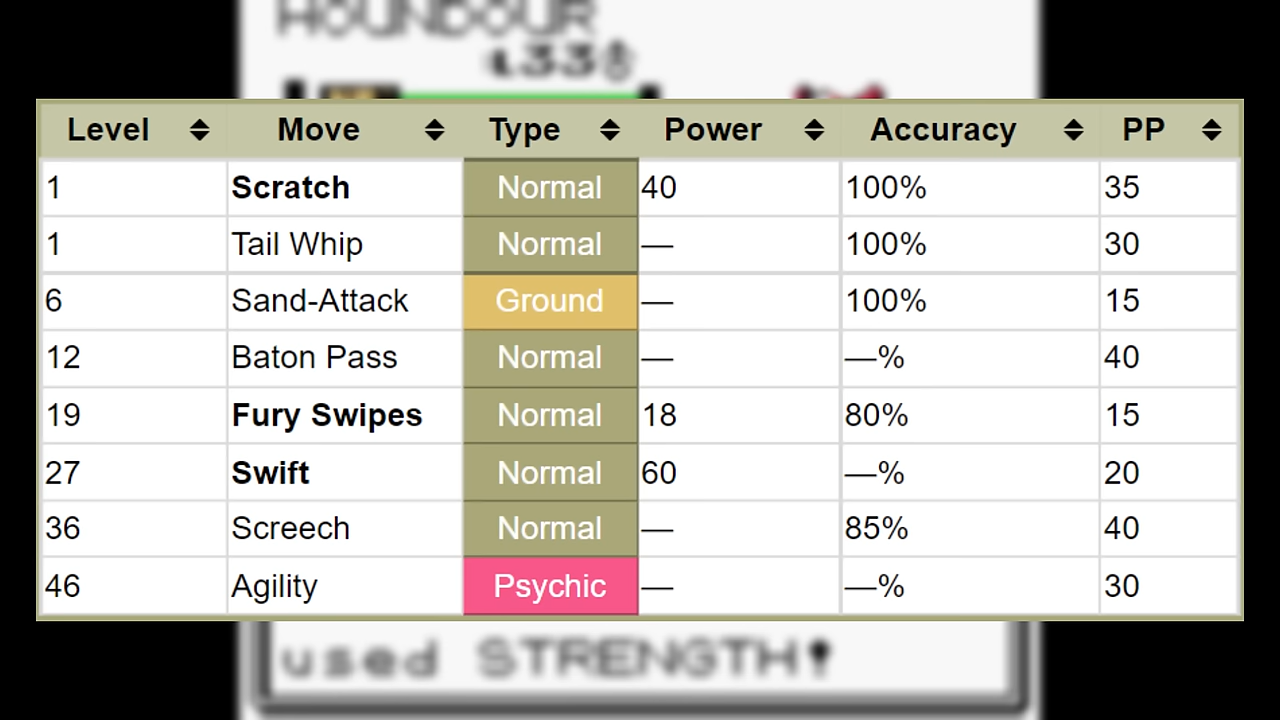 HOUNDOUR
:L33♂
Level Move Type Power Accuracy PP
1 Scratch Normal 40 100% 35
1 Tail Whip Normal — 100% 30
6 Sand-Attack Ground — 100% 15
12 Baton Pass Normal — —% 40
19 Fury Swipes Normal 18 80% 15
27 Swift Normal 60 —% 20
36 Screech Normal — 85% 40
46 Agility Psychic — —% 30
used STRENGTH!